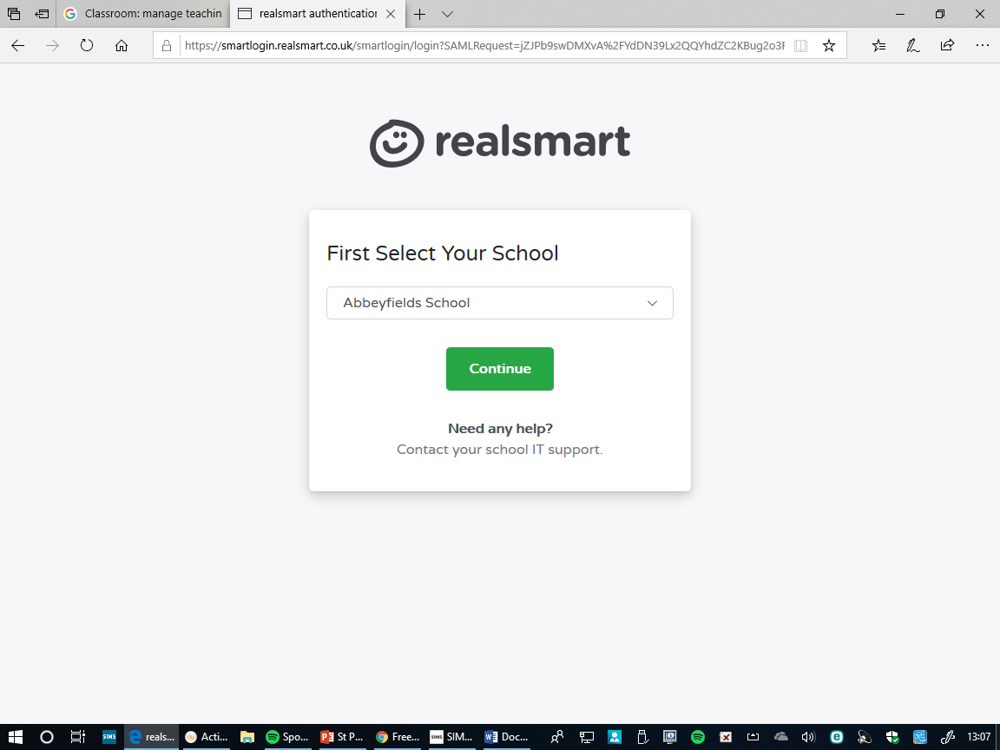 Classroom: manage teachin
realsmart authentication
https://smartlogin.realsmart.co.uk/smartlogin/login?SAMLRequest=jZJPb9swDMXvA%2FYdDN39Lx2QQYhdZC2KBug2o3F
realsmart
First Select Your School
Abbeyfields School
Continue
Need any help?
Contact your school IT support.
SIMS
reals...
Acti...
Spo...
St P...
Free...
SIMS
SIM...
Doc...
13:07